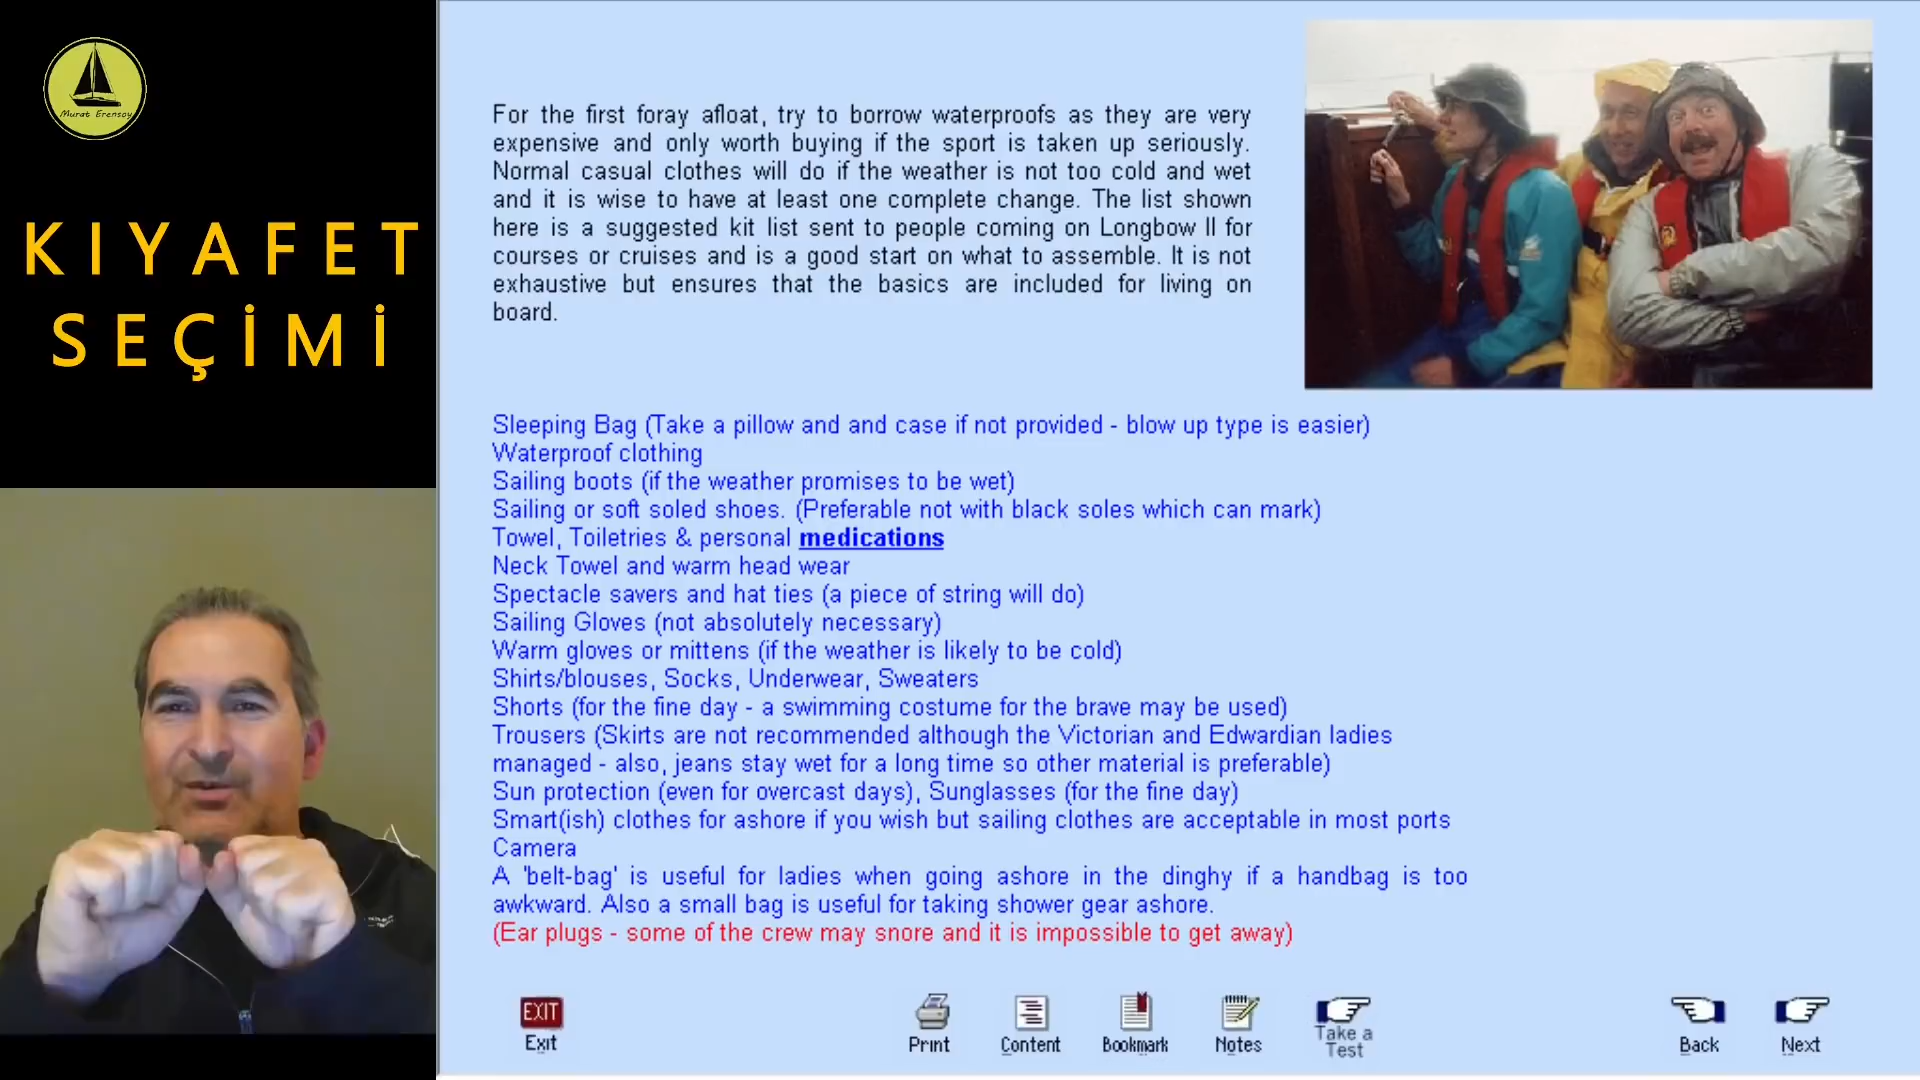 Murat Erensoy
KIYAFET
SEÇİMİ
For the first foray afloat, try to borrow waterproofs as they are very
expensive and only worth buying if the sport is taken up seriously.
Normal casual clothes will do if the weather is not too cold and wet
and it is wise to have at least one complete change. The list shown
here is a suggested kit list sent to people coming on Longbow II for
courses or cruises and is a good start on what to assemble. It is not
exhaustive but ensures that the basics are included for living on
board.
Sleeping Bag (Take a pillow and and case if not provided - blow up type is easier)
Waterproof clothing
Sailing boots (if the weather promises to be wet)
Sailing or soft soled shoes. (Preferable not with black soles which can mark)
Towel, Toiletries & personal medications
Neck Towel and warm head wear
Spectacle savers and hat ties (a piece of string will do)
Sailing Gloves (not absolutely necessary)
Warm gloves or mittens (if the weather is likely to be cold)
Shirts/blouses, Socks, Underwear, Sweaters
Shorts (for the fine day - a swimming costume for the brave may be used)
Trousers (Skirts are not recommended although the Victorian and Edwardian ladies
managed - also, jeans stay wet for a long time so other material is preferable)
Sun protection (even for overcast days), Sunglasses (for the fine day)
Smart(ish) clothes for ashore if you wish but sailing clothes are acceptable in most ports
Camera
A 'belt-bag' is useful for ladies when going ashore in the dinghy if a handbag is too
awkward. Also a small bag is useful for taking shower gear ashore.
(Ear plugs - some of the crew may snore and it is impossible to get away)
EXIT
Exit
Print
Content
Bookmark
Notes
Take a
Test
Back
Next